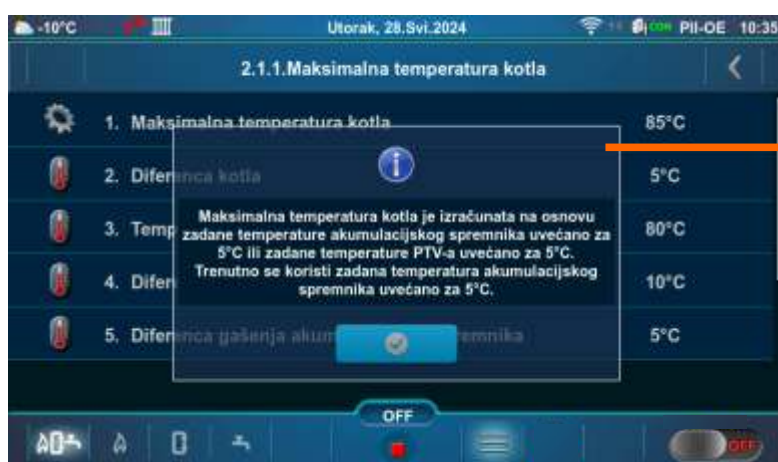 -10°C Utorak, 28.Svi.2024 PII-OE 10:35
2.1.1.Maksimalna temperatura kotla
1. Maksimalna temperatura kotla 85°C
2. Diferenca kotla 5°C
Maksimalna temperatura kotla je izračunata na osnovu
zadane temperature akumulacijskog spremnika uvećano za
5°C ili zadane temperature PTV-a uvećano za 5°C.
Trenutno se koristi zadana temperatura akumulacijskog
spremnika uvećano za 5°C.
3. Temp 80°C
4. Difer 10°C
5. Diferenca gašenja akum premnika 5°C
OFF
OFF